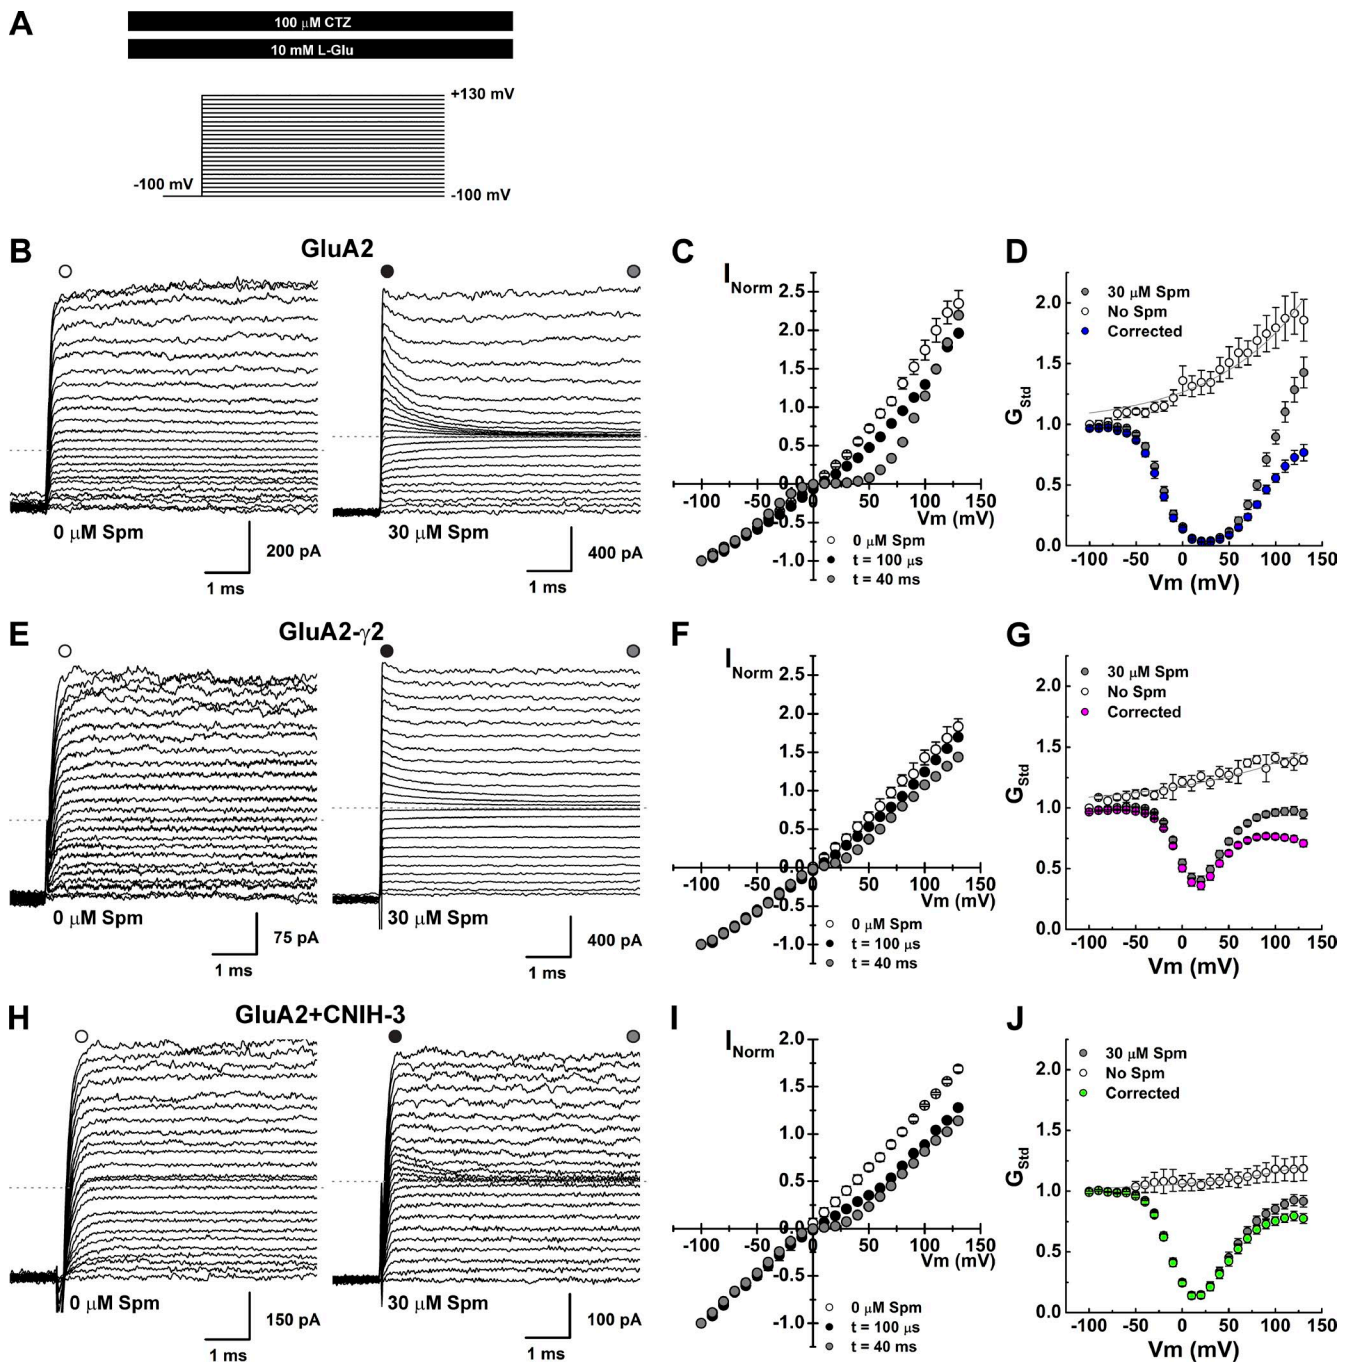 A
100 μM CTZ
10 mM L-Glu
+130 mV
-100 mV
-100 mV
B
GluA2
0 μM Spm
200 pA
1 ms
30 μM Spm
400 pA
1 ms
C
I Norm
2.5
2.0
1.5
1.0
0.5
0.0
-0.5
-1.0
-100 -50 0 50 100 150
Vm (mV)
0 μM Spm
t = 100 μs
t = 40 ms
D
30 μM Spm
No Spm
Corrected
G Std
2.0
1.5
1.0
0.5
0.0
-100 -50 0 50 100 150
Vm (mV)
E
GluA2-γ2
0 μM Spm
75 pA
1 ms
30 μM Spm
400 pA
1 ms
F
I Norm
2.5
2.0
1.5
1.0
0.5
0.0
-0.5
-1.0
-100 -50 0 50 100 150
Vm (mV)
0 μM Spm
t = 100 μs
t = 40 ms
G
30 μM Spm
No Spm
Corrected
G Std
2.0
1.5
1.0
0.5
0.0
-100 -50 0 50 100 150
Vm (mV)
H
GluA2+CNIH-3
0 μM Spm
150 pA
1 ms
30 μM Spm
100 pA
1 ms
I
I Norm
2.0
1.5
1.0
0.5
0.0
-0.5
-1.0
-100 -50 0 50 100 150
Vm (mV)
0 μM Spm
t = 100 μs
t = 40 ms
J
30 μM Spm
No Spm
Corrected
G Std
2.0
1.5
1.0
0.5
0.0
-100 -50 0 50 100 150
Vm (mV)